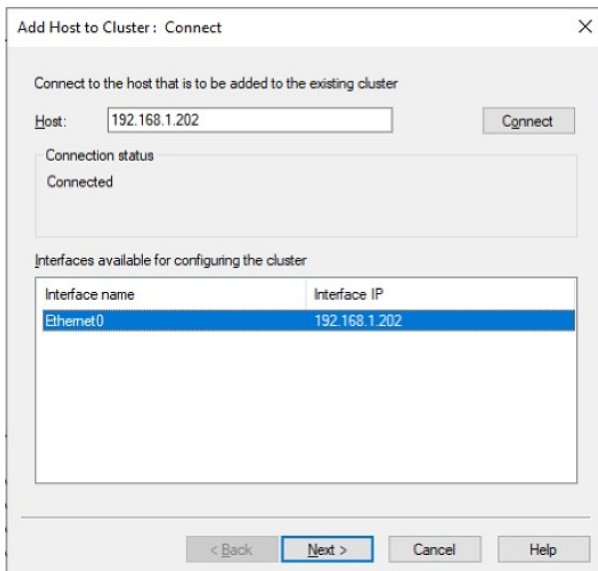 Add Host to Cluster : Connect
Connect to the host that is to be added to the existing cluster
Host: 192.168.1.202 Connect
Connection status
Connected
Interfaces available for configuring the cluster
Interface name Interface IP
Ethernet0 192.168.1.202
< Back Next > Cancel Help